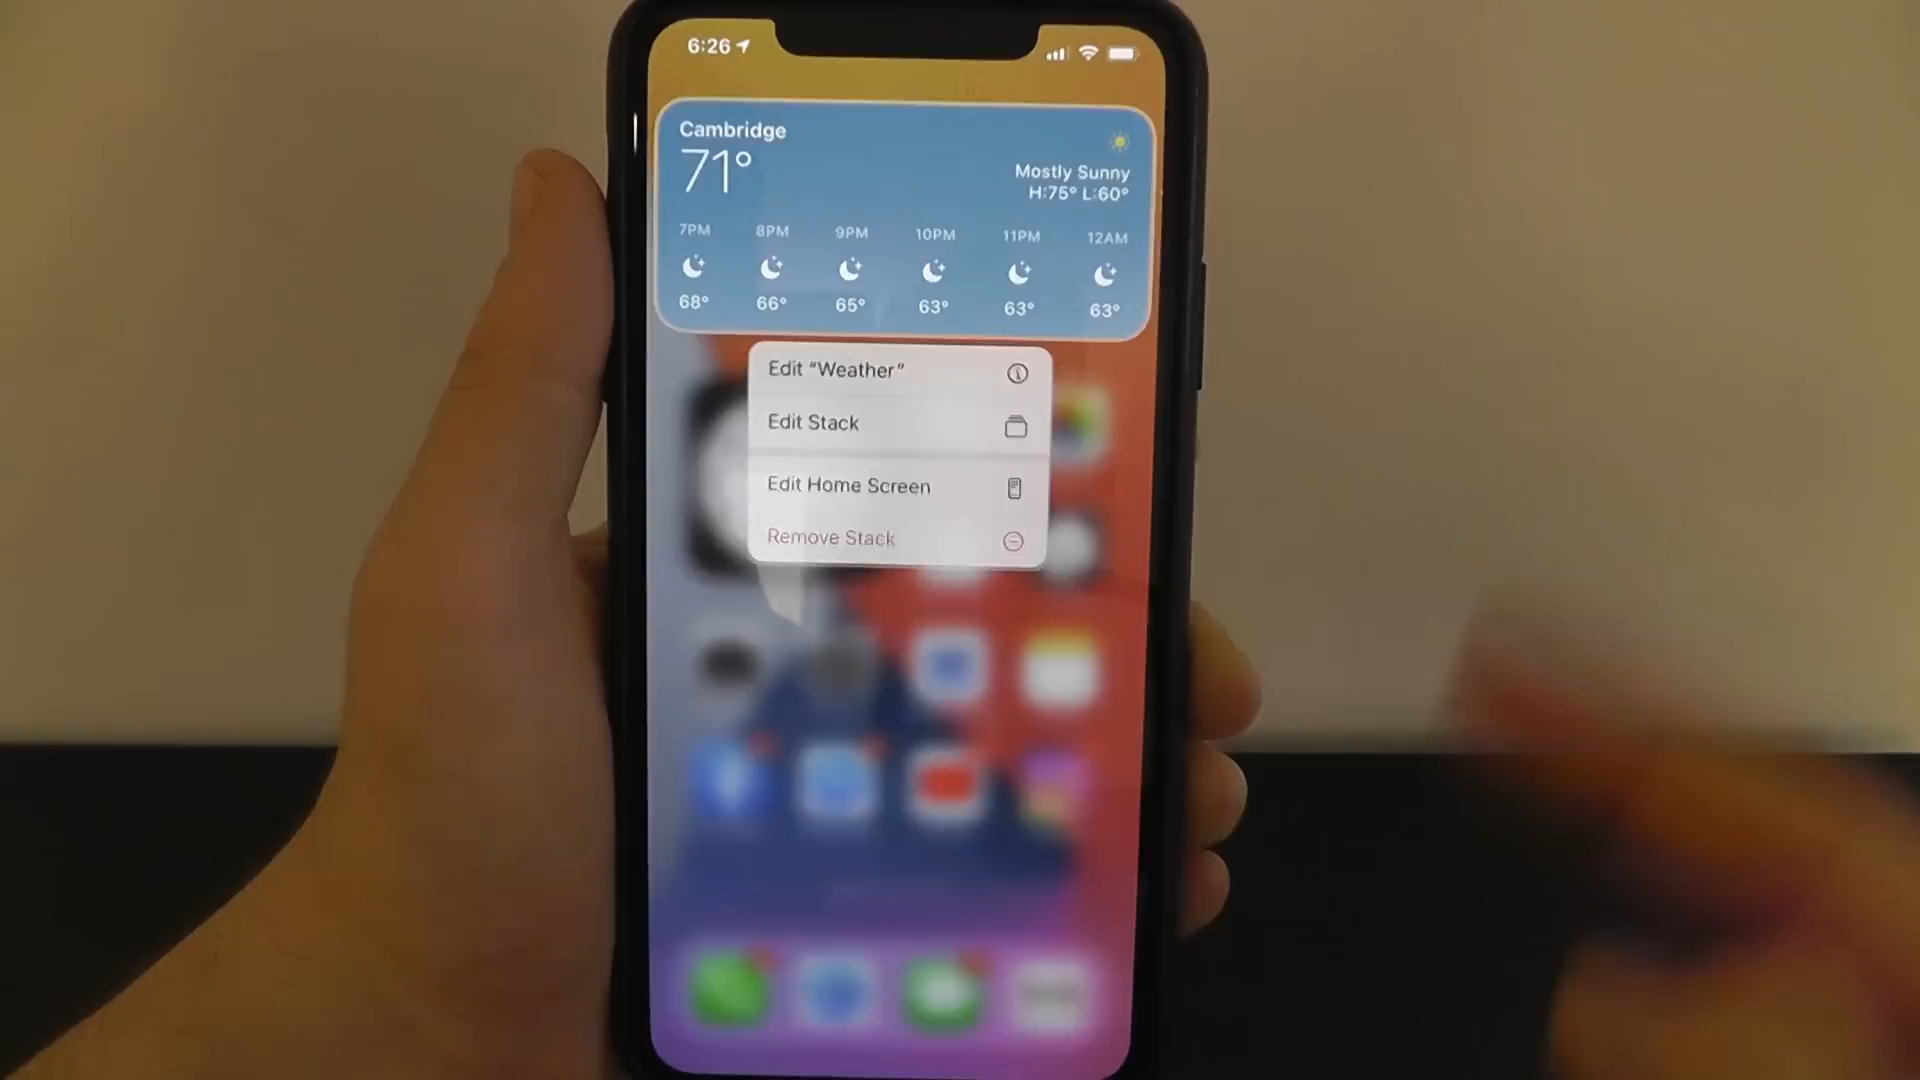 6:26
Cambridge
71°
Mostly Sunny
H:75° L:60°
7PM 8PM 9PM 10PM 11PM 12AM
68° 66° 65° 63° 63° 63°
Edit “Weather”
Edit Stack
Edit Home Screen
Remove Stack